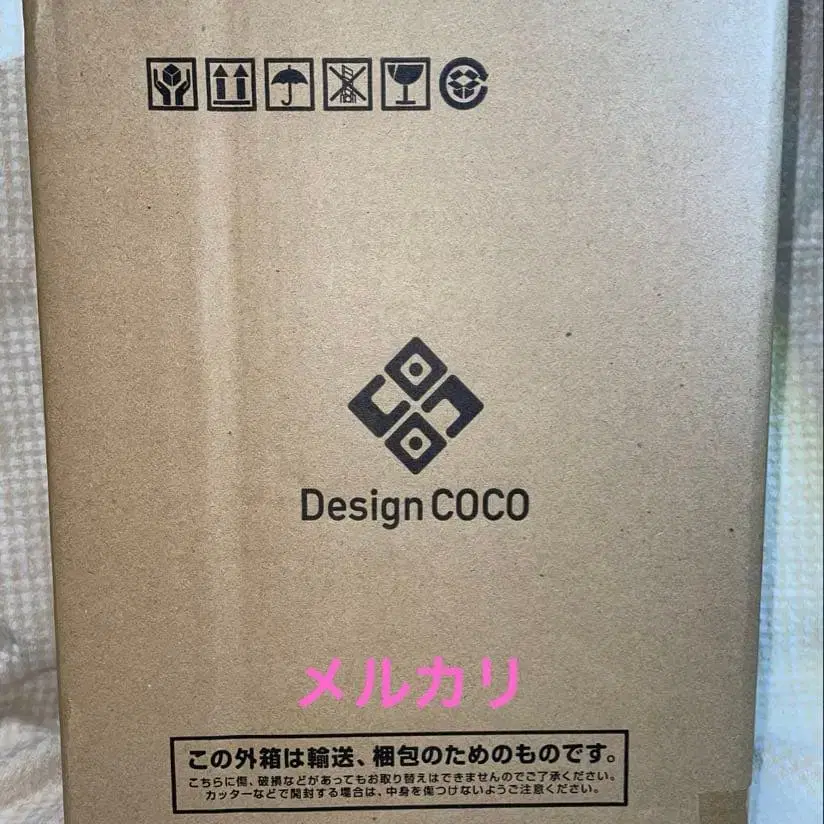 Design COCO
メルカリ
この外箱は輸送、梱包のためのものです。
こちらに傷、破損などがあってもお取り替えはできませんのでご了承ください。
カッターなどで開封する場合は、中身を傷つけないようご注意ください。